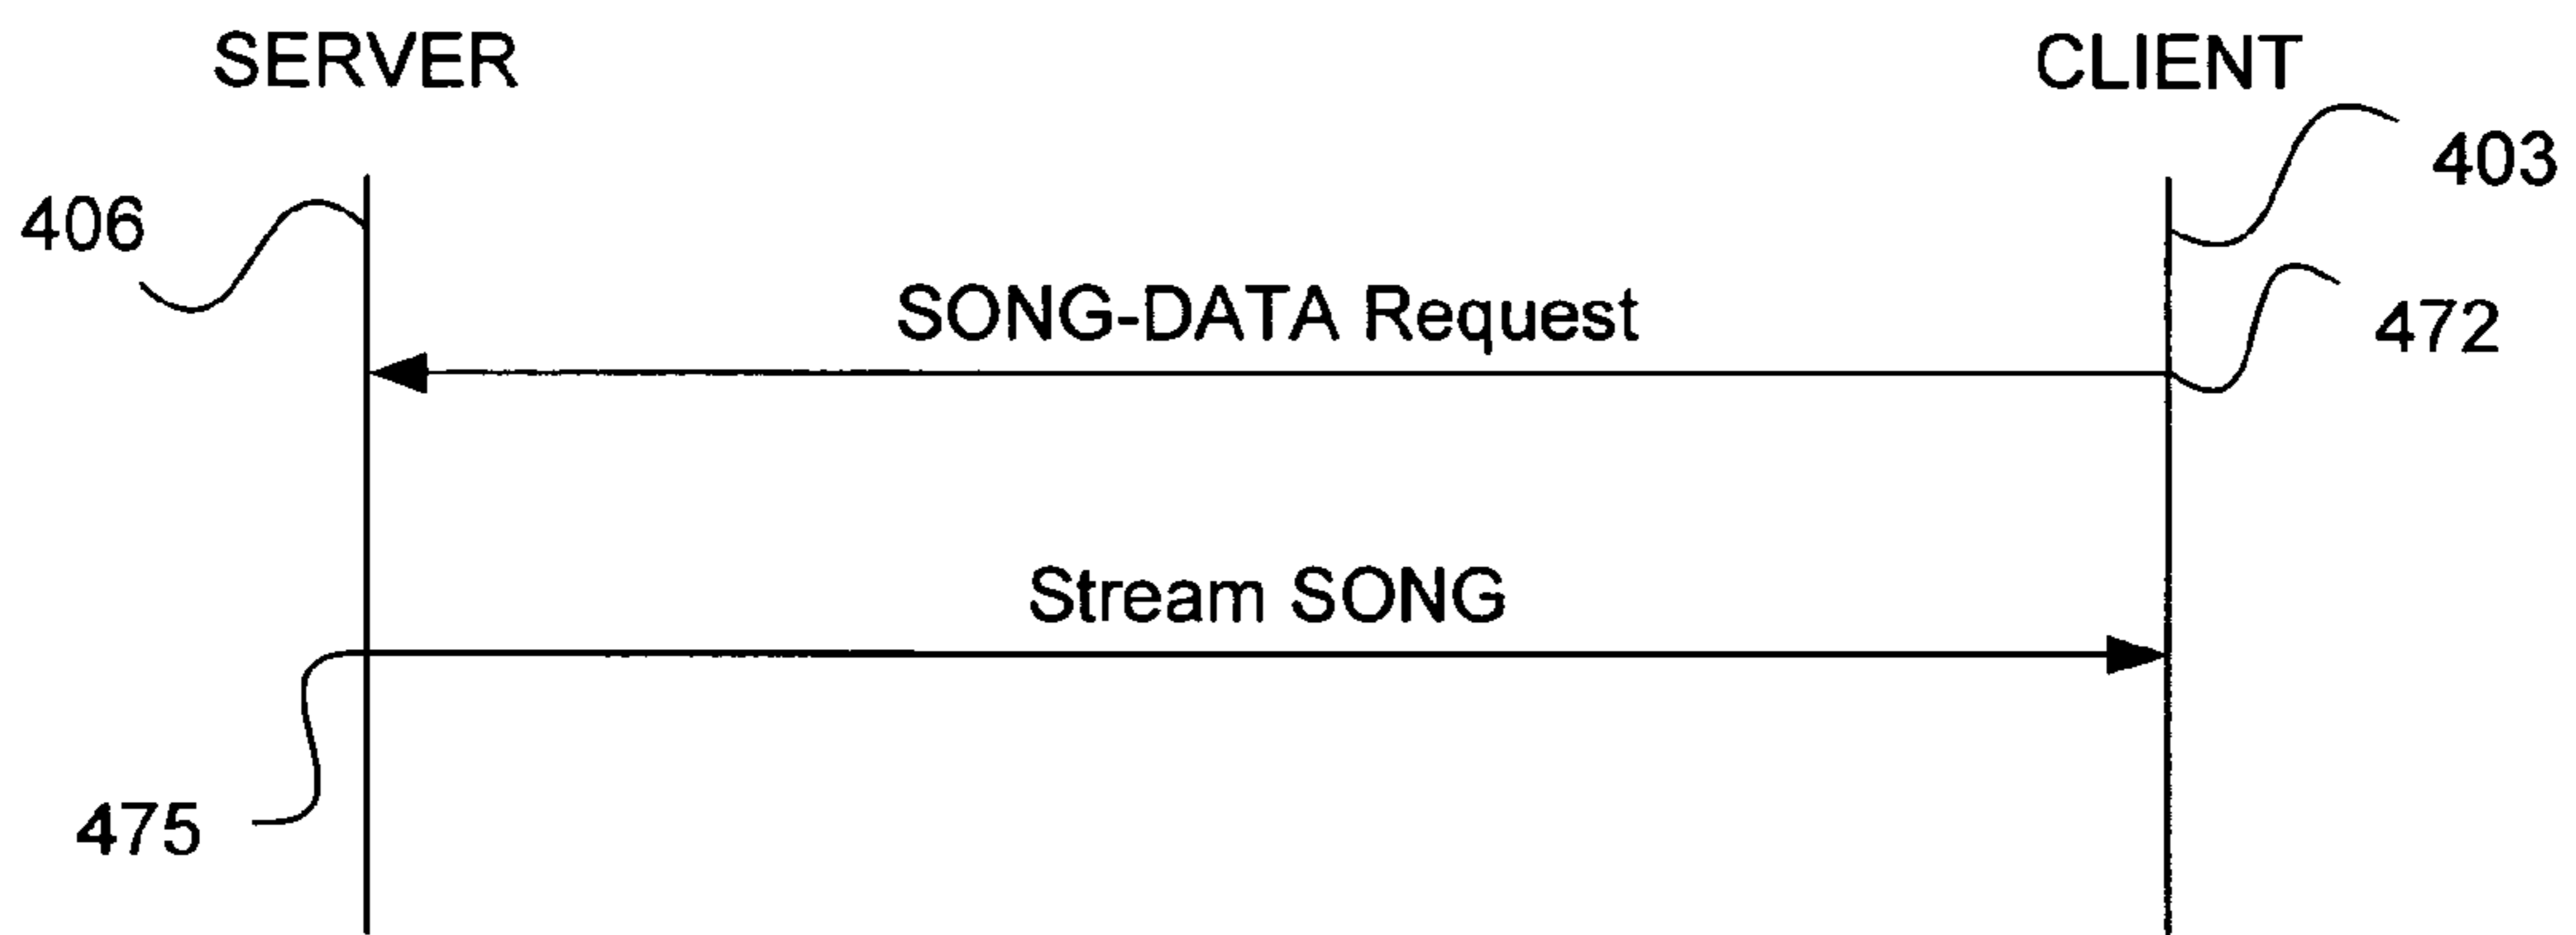 SERVER
CLIENT
403
406
SONG-DATA Request
472
Stream SONG
475